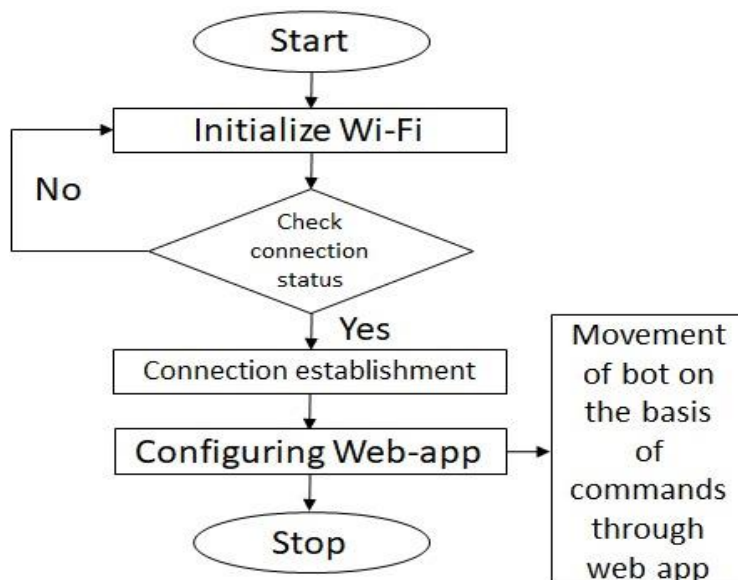 Start
Initialize Wi-Fi
No
Check
connection
status
Yes
Connection establishment
Configuring Web-app
Stop
Movement
of bot on
the basis
of
commands
through
web app